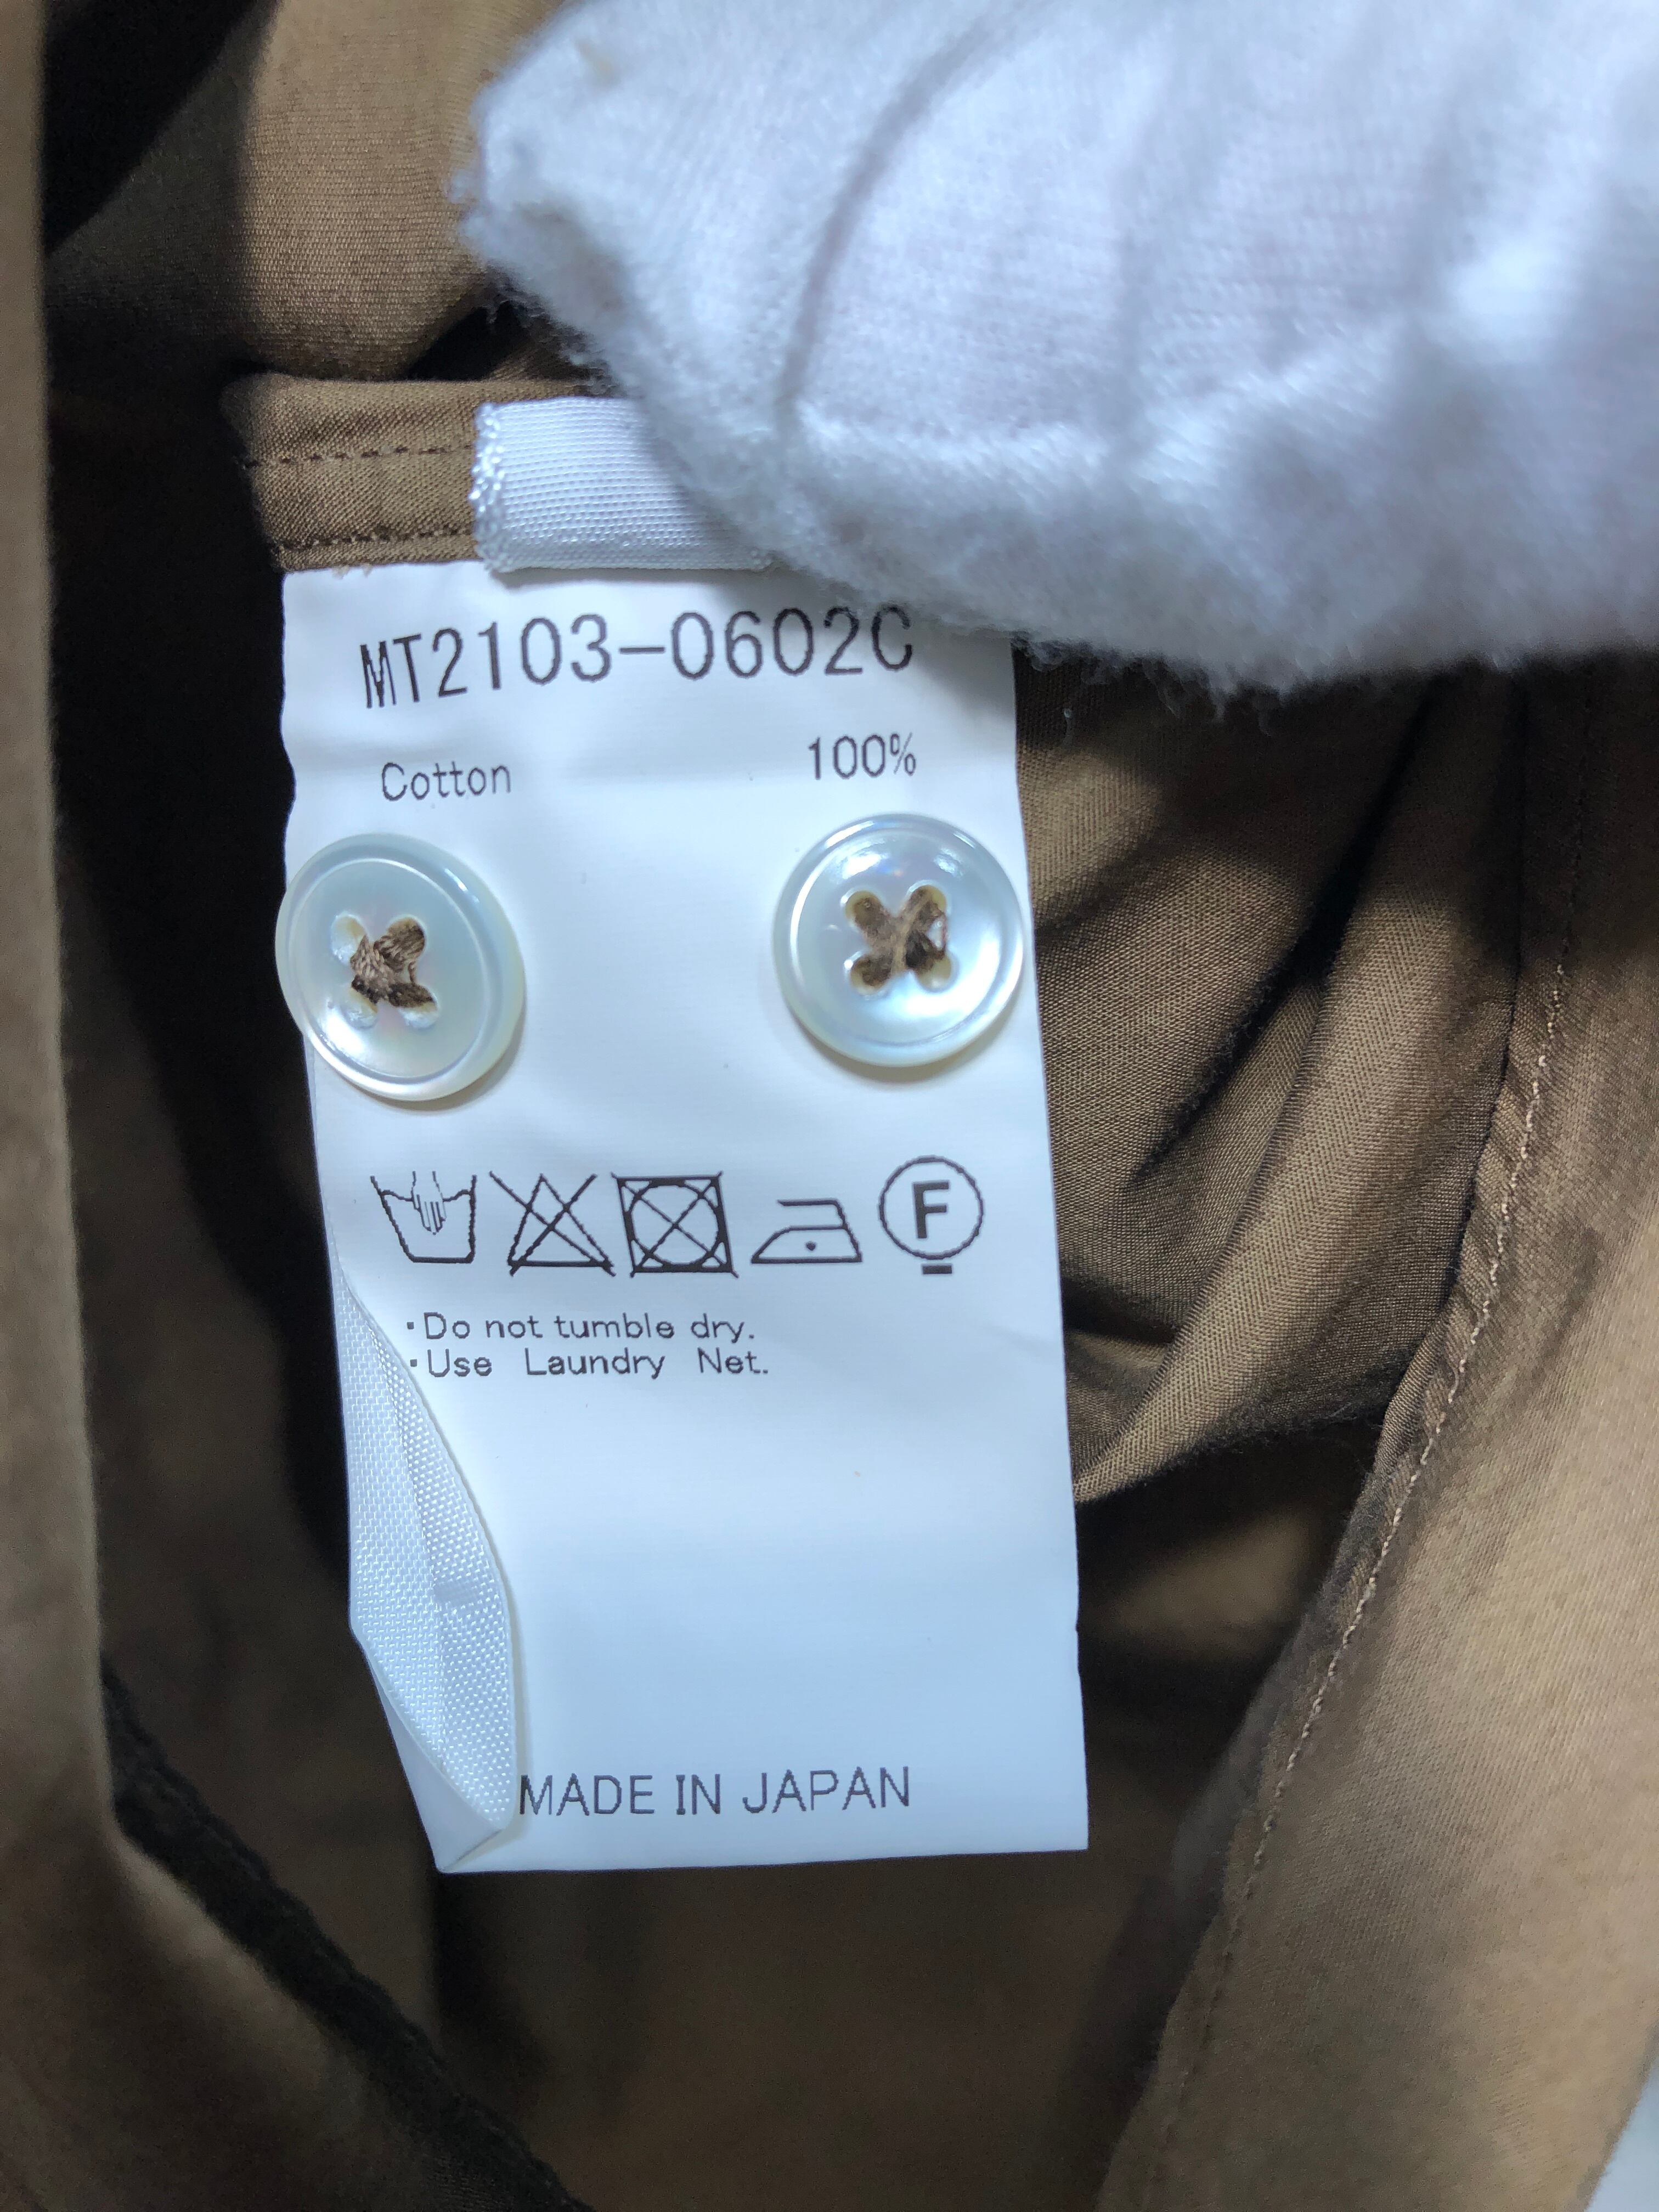 MT2103-0602C
Cotton 100%
F
・Do not tumble dry.
・Use Laundry Net.
MADE IN JAPAN